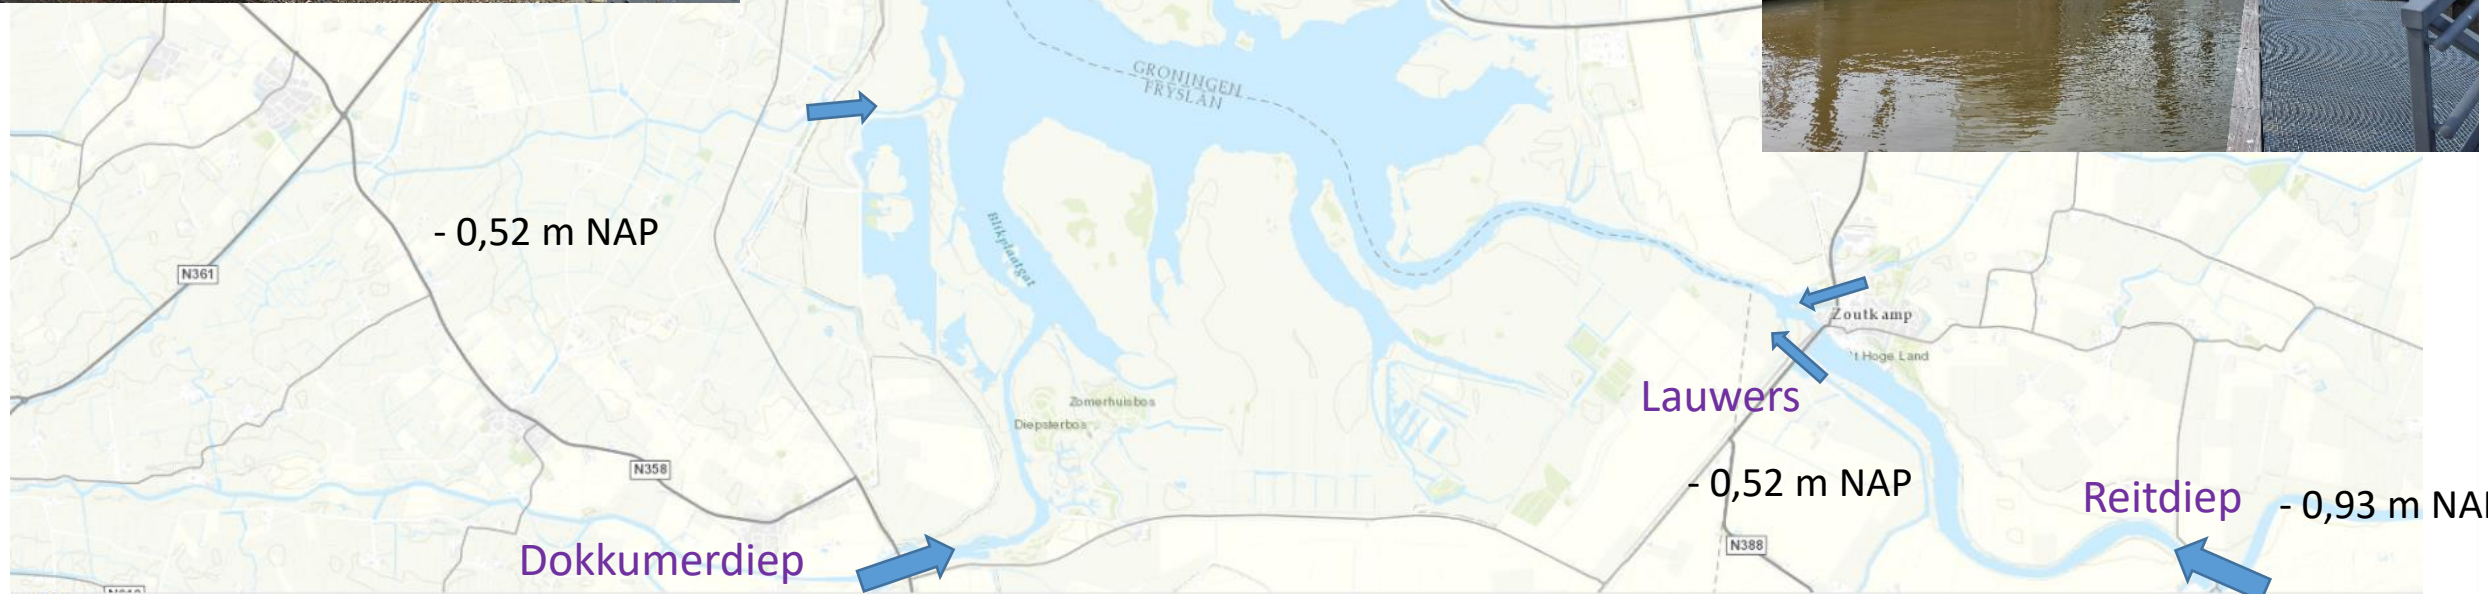 GRONINGEN
FRYSLÂN
Blikplaatgat
- 0,52 m NAP
N361
Zoutkamp
't Hoge Land
Lauwers
Zomerhuisbos
Diepsterbos
N358
- 0,52 m NAP
Reitdiep
- 0,93 m NA
N388
Dokkumerdiep